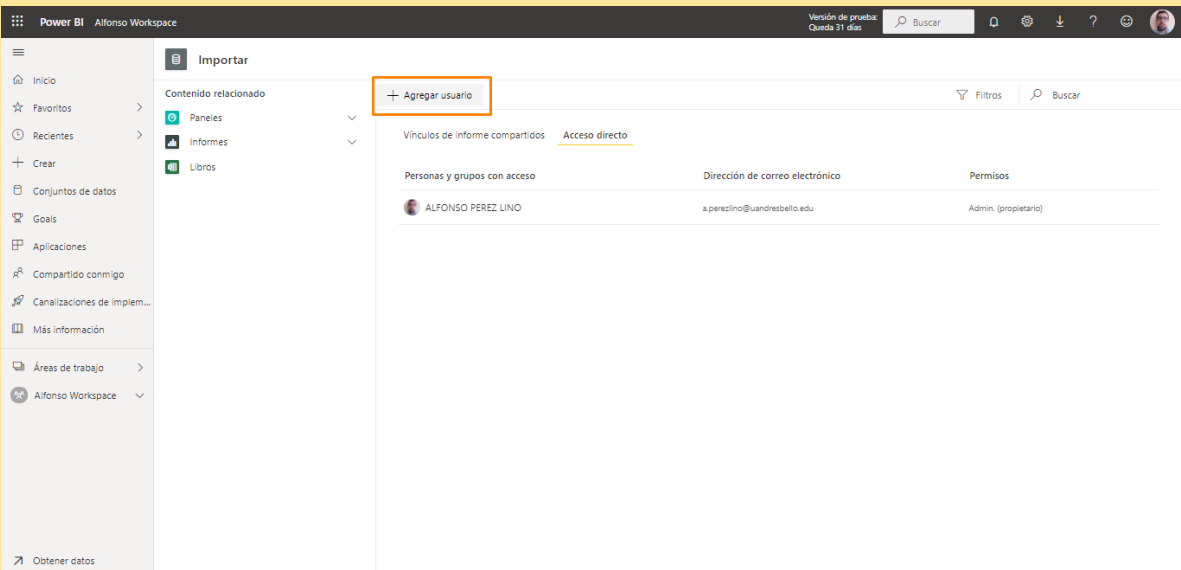 Power BI Alfonso Workspace
Versión de prueba:
Queda 31 días
Buscar
Inicio
Favoritos
Recientes
Crear
Conjuntos de datos
Goals
Aplicaciones
Compartido conmigo
Canalizaciones de implem...
Más información
Áreas de trabajo
Alfonso Workspace
Obtener datos
Importar
Contenido relacionado
Paneles
Informes
Libros
Agregar usuario
Filtros
Buscar
Vínculos de informe compartidos Acceso directo
Personas y grupos con acceso Dirección de correo electrónico Permisos
ALFONSO PEREZ LINO a.perezlino@uandresbello.edu Admin. (propietario)